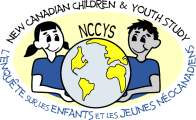 NEW CANADIAN CHILDREN & YOUTH STUDY
NCCYS
L'ENQUÊTE SUR LES ENFANTS ET LES JEUNES NÉOCANADIENS